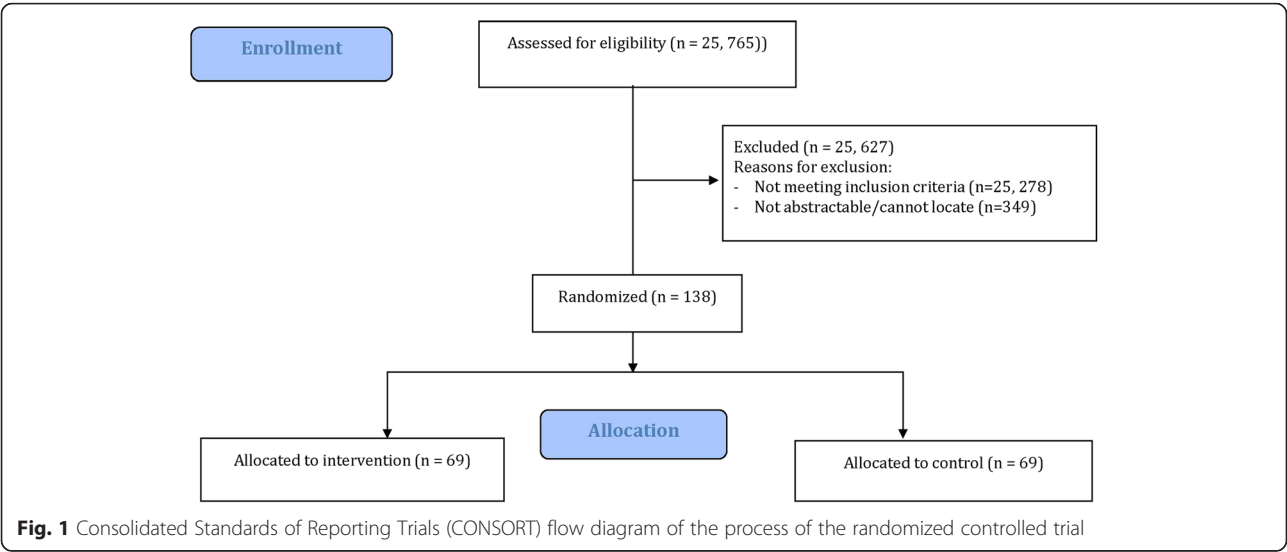 Enrollment
Assessed for eligibility (n = 25, 765))
Excluded (n = 25, 627)
Reasons for exclusion:
- Not meeting inclusion criteria (n=25, 278)
- Not abstractable/cannot locate (n=349)
Randomized (n = 138)
Allocation
Allocated to intervention (n = 69)
Allocated to control (n = 69)
Fig. 1 Consolidated Standards of Reporting Trials (CONSORT) flow diagram of the process of the randomized controlled trial